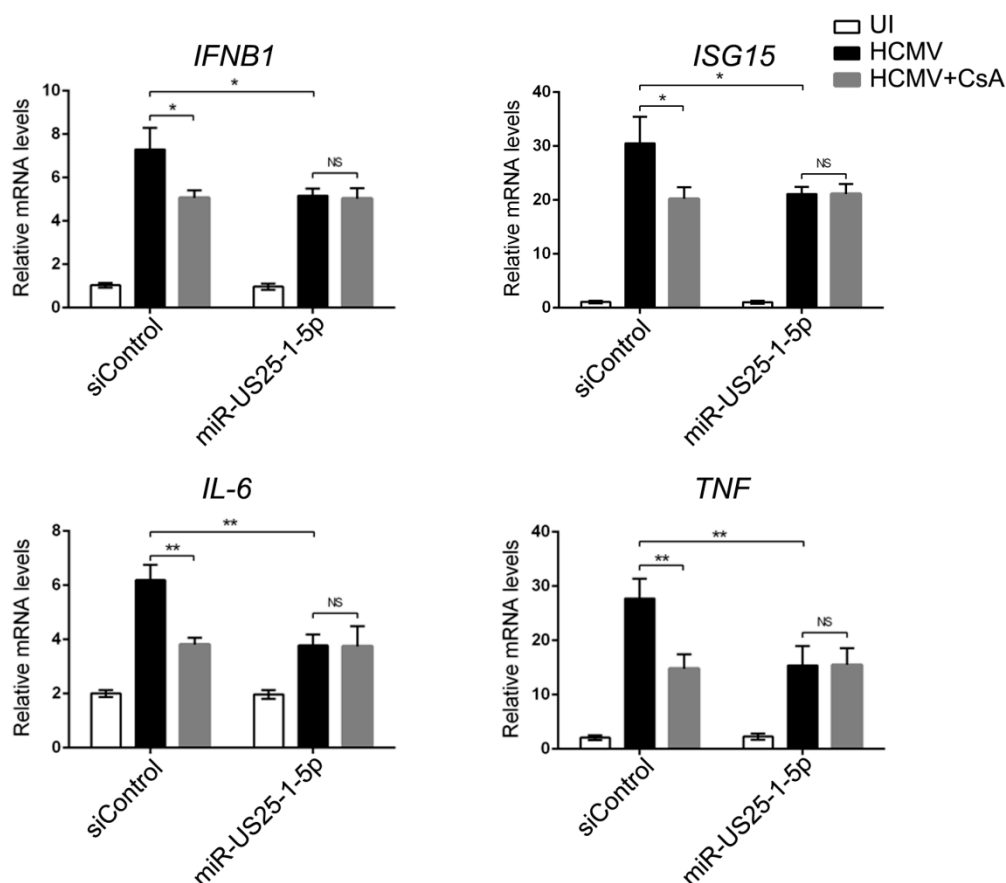 UI
HCMV
HCMV+CsA
IFNB1
Relative mRNA levels
10
8
6
4
2
0
*
*
NS
siControl
miR-US25-1-5p
ISG15
Relative mRNA levels
40
30
20
10
0
*
*
NS
siControl
miR-US25-1-5p
IL-6
Relative mRNA levels
8
6
4
2
0
**
**
NS
siControl
miR-US25-1-5p
TNF
Relative mRNA levels
40
30
20
10
0
**
**
NS
siControl
miR-US25-1-5p